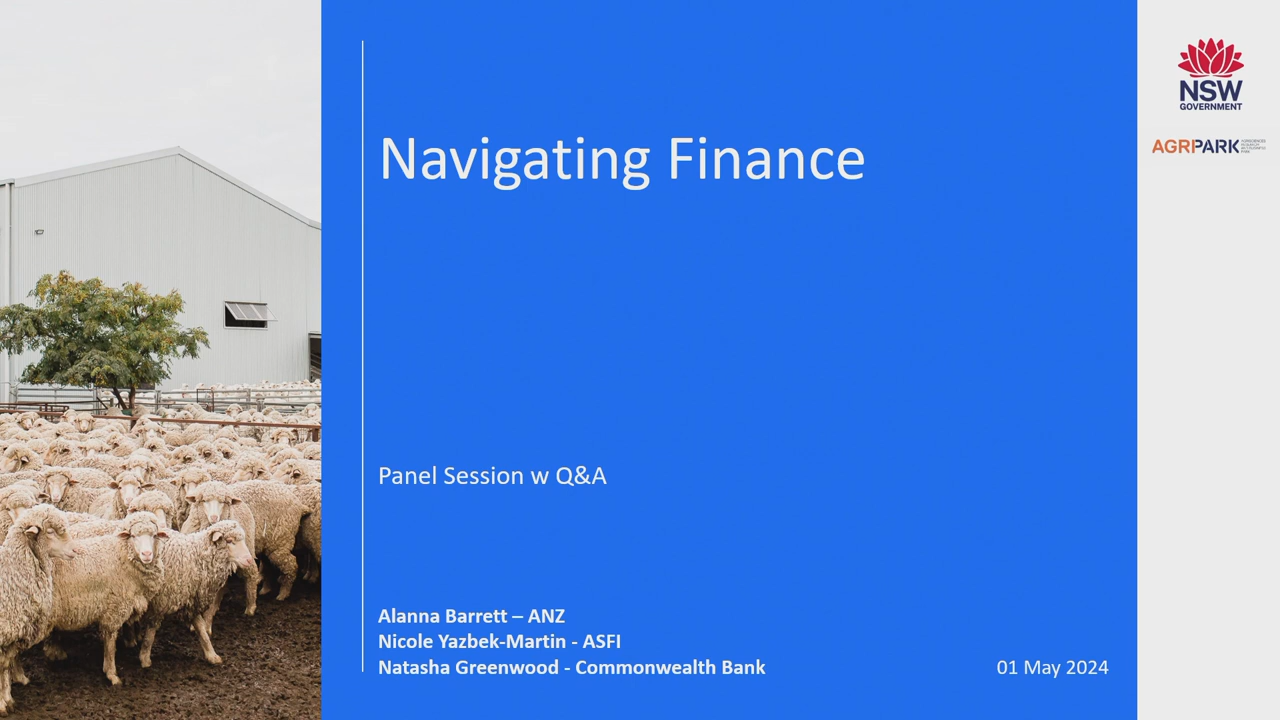 Navigating Finance
Panel Session w Q&A
Alanna Barrett – ANZ
Nicole Yazbek-Martin - ASFI
Natasha Greenwood - Commonwealth Bank
01 May 2024
NSW
GOVERNMENT
AGRIPARK